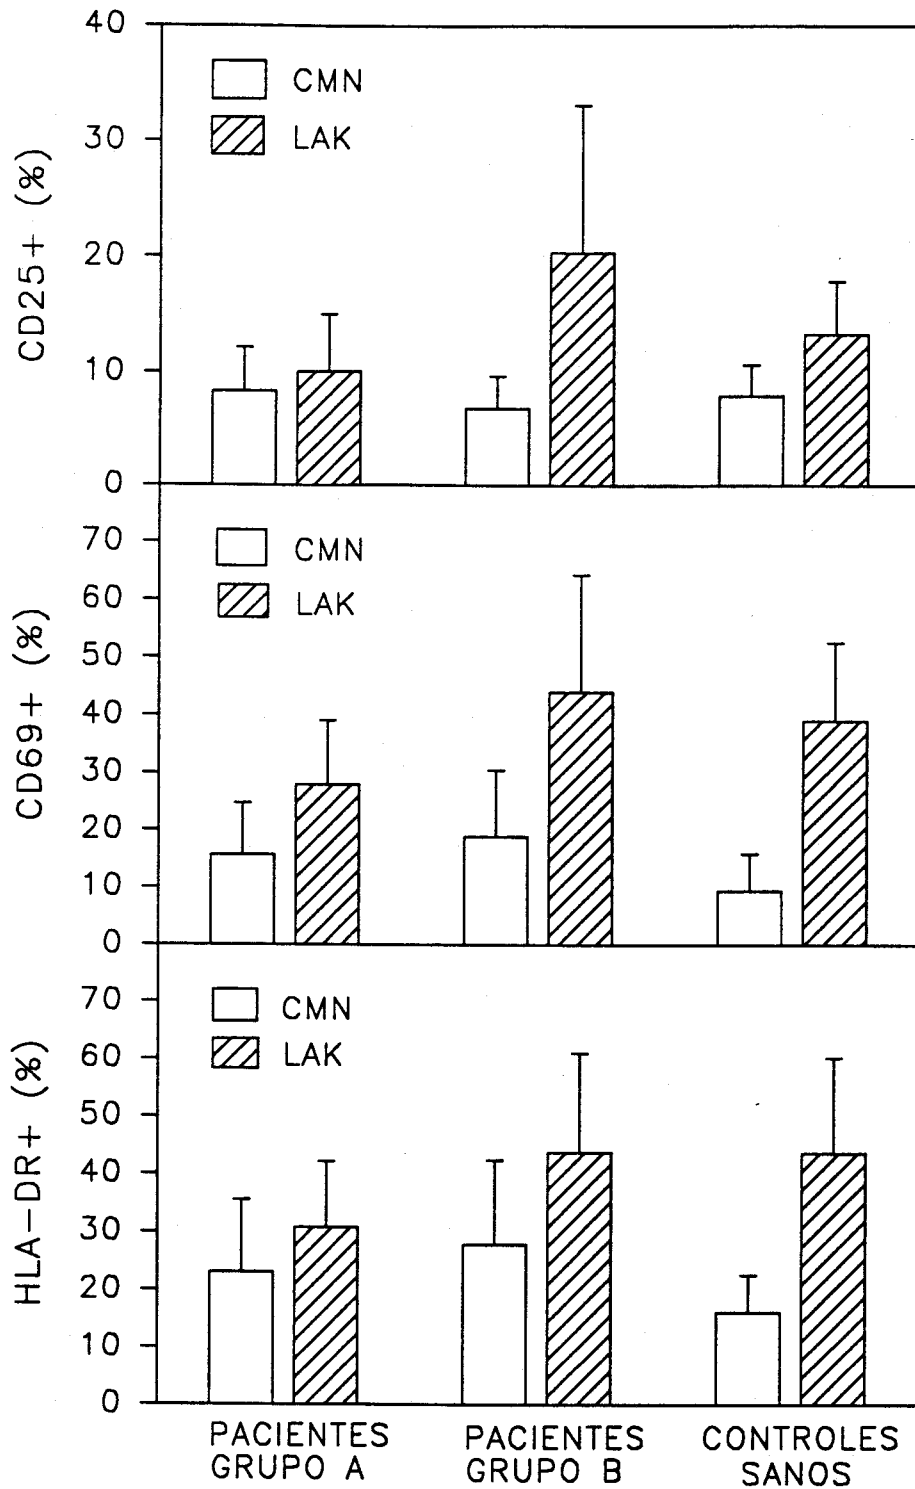 40
30
20
10
0
CD25+ (%)
CMN
LAK
70
60
50
40
30
20
10
0
CD69+ (%)
CMN
LAK
70
60
50
40
30
20
10
0
HLA-DR+ (%)
CMN
LAK
PACIENTES
GRUPO A
PACIENTES
GRUPO B
CONTROLES
SANOS